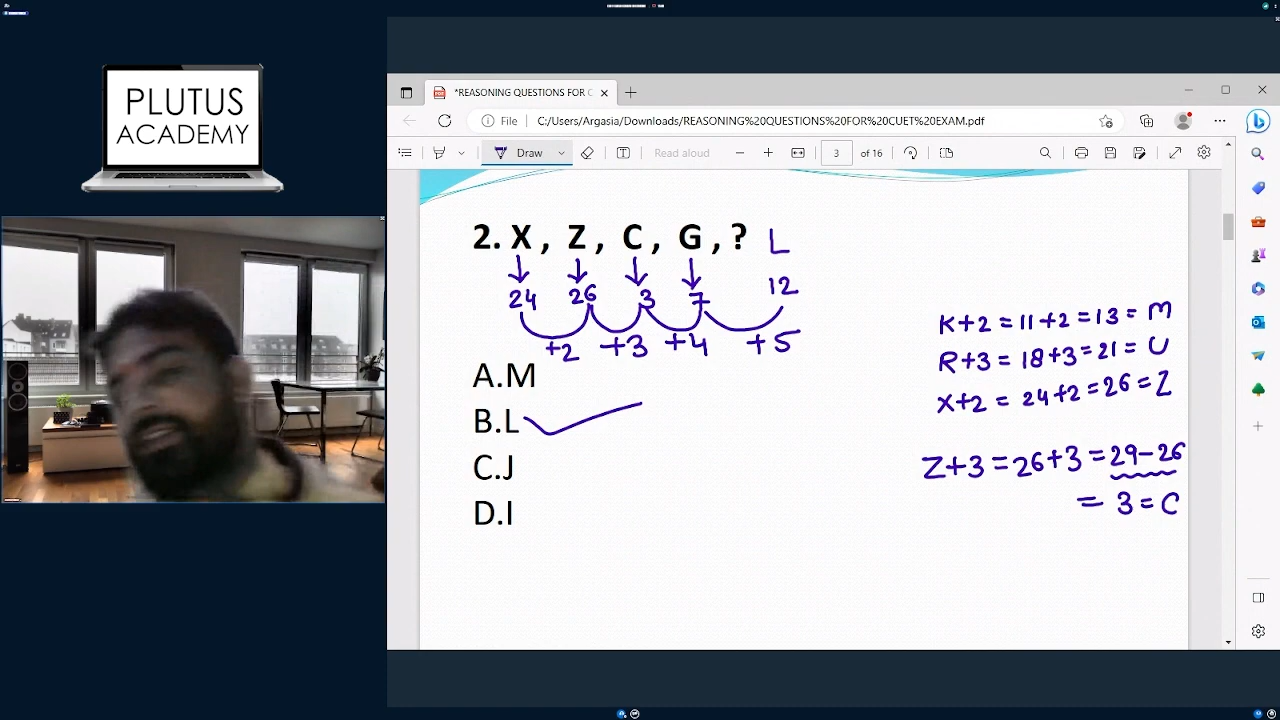 PLUTUS
ACADEMY
*REASONING QUESTIONS FOR C
File C:/Users/Argasia/Downloads/REASONING%20QUESTIONS%20FOR%20CUET%20EXAM.pdf
Draw Read aloud 3 of 16
2. X , Z , C , G , ? L
24 26 3 7 12
+2 +3 +4 +5
A.M
B.L
C.J
D.I
K+2 = 11+2 = 13 = M
R+3 = 18+3 = 21 = U
X+2 = 24+2 = 26 = Z
Z+3 = 26+3 = 29-26
= 3 = C